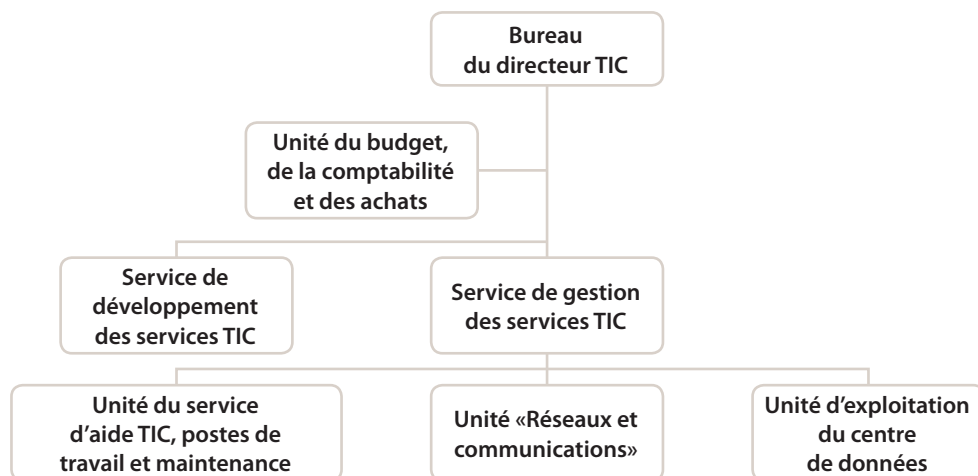 Bureau
du directeur TIC
Unité du budget,
de la comptabilité
et des achats
Service de
développement
des services TIC
Service de gestion
des services TIC
Unité du service
d'aide TIC, postes de
travail et maintenance
Unité «Réseaux et
communications»
Unité d'exploitation
du centre
de données